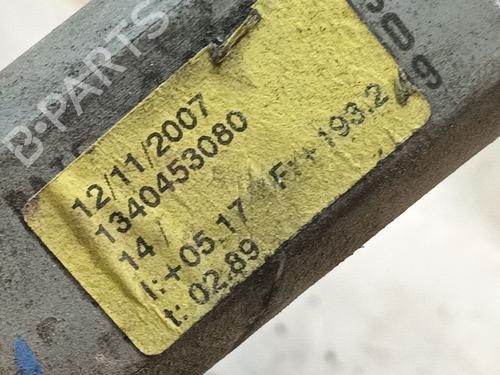 B-PARTS
12/11/2007
1340453080
14 /
I:+05.17 F:+193.2
t: 02.89